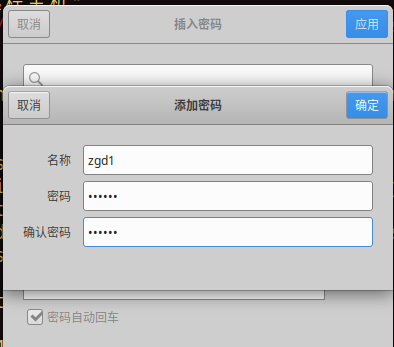 取消 插入密码 应用
取消 添加密码 确定
名称 zgd1
密码 ••••••
确认密码 ••••••
密码自动回车